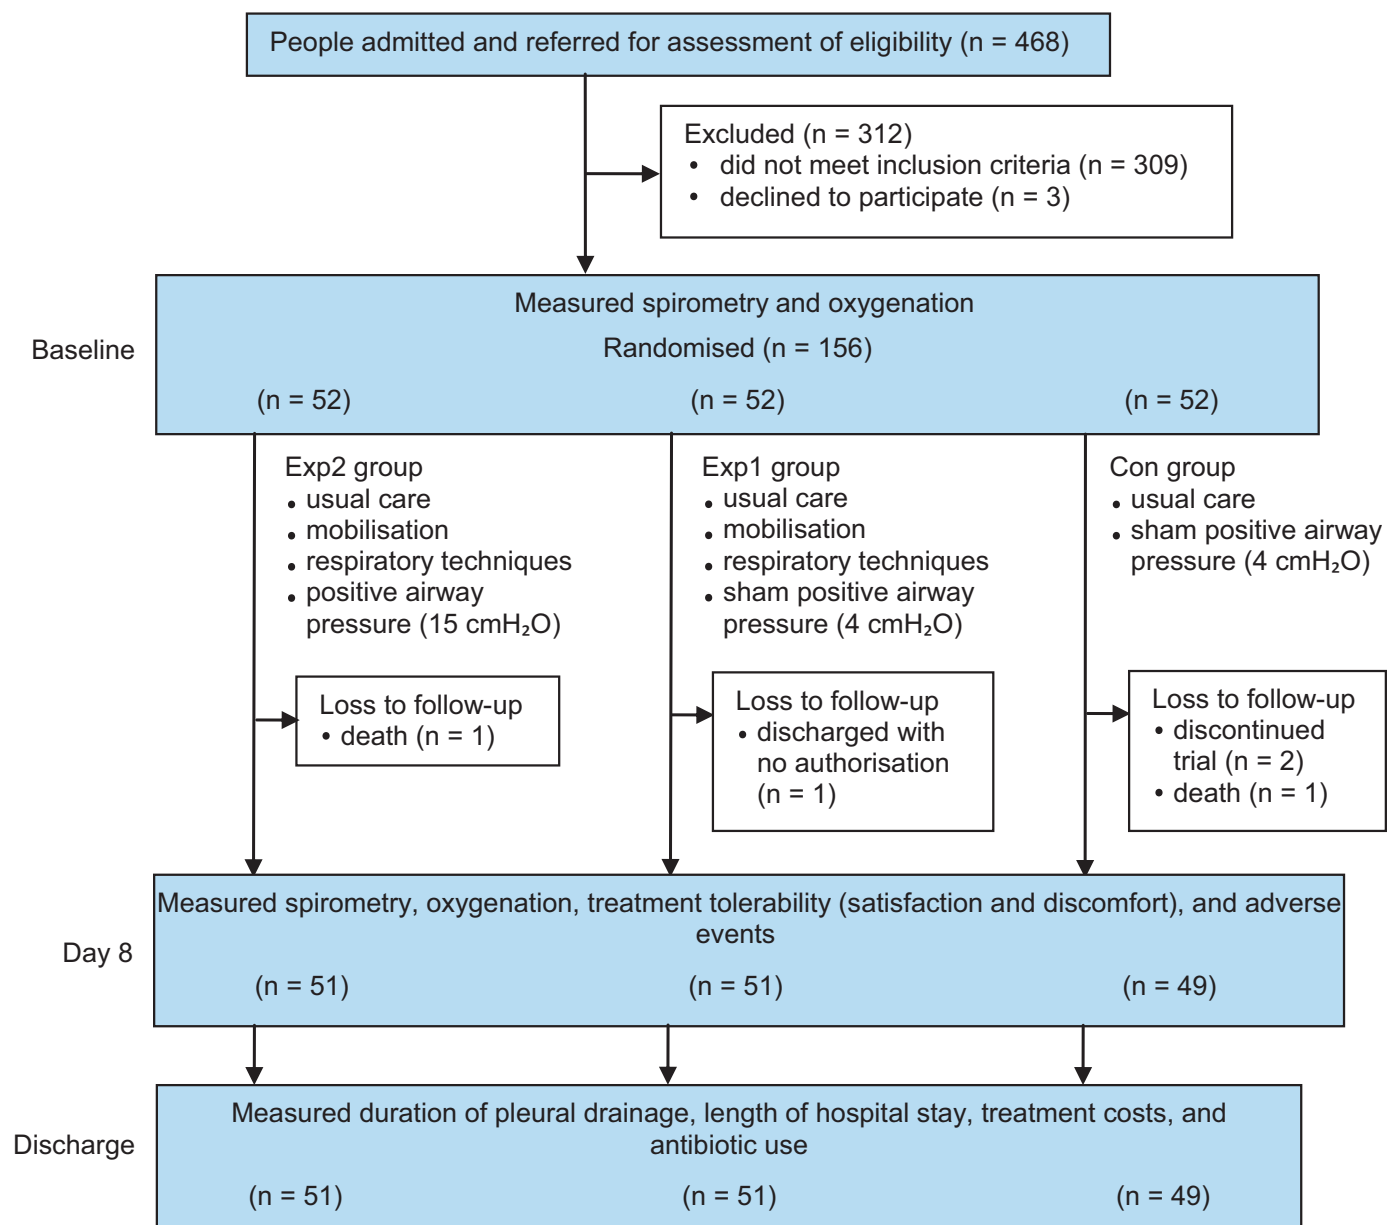 People admitted and referred for assessment of eligibility (n = 468)
Excluded (n = 312)
• did not meet inclusion criteria (n = 309)
• declined to participate (n = 3)
Baseline
Measured spirometry and oxygenation
Randomised (n = 156)
(n = 52) (n = 52) (n = 52)
Exp2 group
• usual care
• mobilisation
• respiratory techniques
• positive airway
pressure (15 cmH₂O)
Exp1 group
• usual care
• mobilisation
• respiratory techniques
• sham positive airway
pressure (4 cmH₂O)
Con group
• usual care
• sham positive airway
pressure (4 cmH₂O)
Loss to follow-up
• death (n = 1)
Loss to follow-up
• discharged with
no authorisation
(n = 1)
Loss to follow-up
• discontinued
trial (n = 2)
• death (n = 1)
Day 8
Measured spirometry, oxygenation, treatment tolerability (satisfaction and discomfort), and adverse
events
(n = 51) (n = 51) (n = 49)
Discharge
Measured duration of pleural drainage, length of hospital stay, treatment costs, and
antibiotic use
(n = 51) (n = 51) (n = 49)